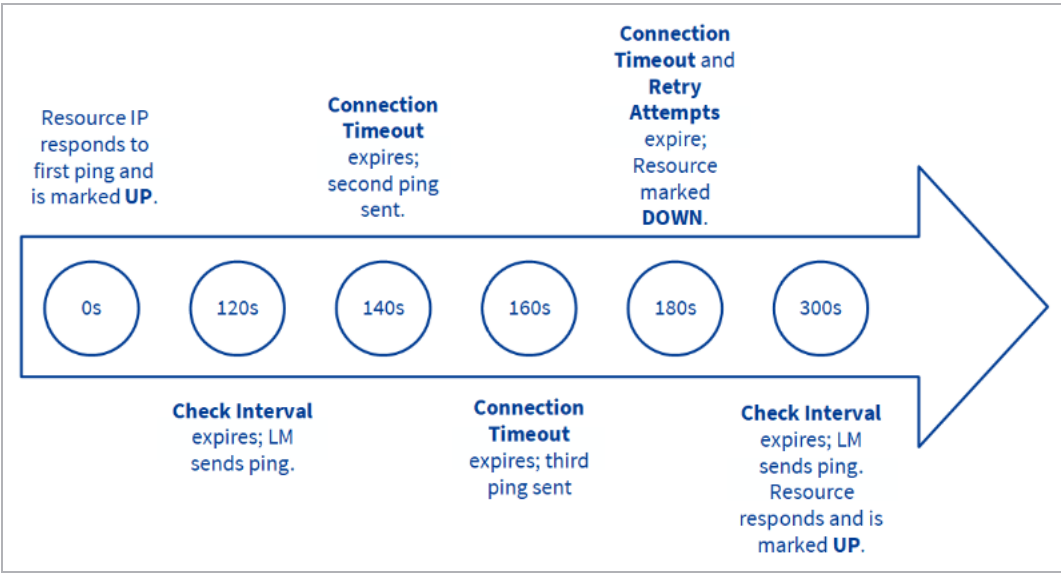 Resource IP
responds to
first ping and
is marked UP.
Connection
Timeout
expires;
second ping
sent.
Connection
Timeout and
Retry
Attempts
expire;
Resource
marked
DOWN.
0s
120s
140s
160s
180s
300s
Check Interval
expires; LM
sends ping.
Connection
Timeout
expires; third
ping sent
Check Interval
expires; LM
sends ping.
Resource
responds and is
marked UP.